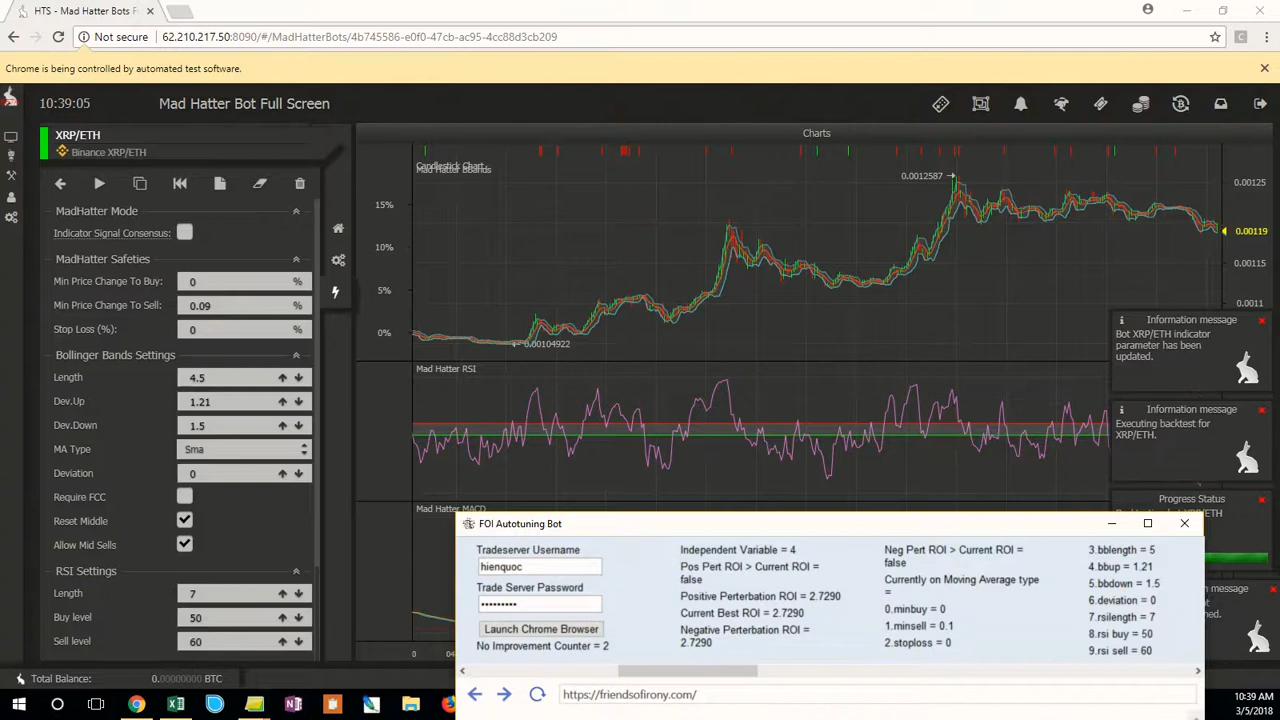 HTS - Mad Hatter Bots F
Not secure
62.210.217.50:8090/#/MadHatterBots/4b745586-e0f0-47cb-ac95-4cc88d3cb209
Chrome is being controlled by automated test software.
10:39:05
Mad Hatter Bot Full Screen
XRP/ETH
Binance XRP/ETH
MadHatter Mode
Indicator Signal Consensus:
MadHatter Safeties
Min Price Change To Buy:
0
%
Min Price Change To Sell:
0.09
%
Stop Loss (%):
0
%
Bollinger Bands Settings
Length
4.5
Dev.Up
1.21
Dev.Down
1.5
MA Type
Sma
Deviation
0
Require FCC
Reset Middle
Allow Mid Sells
RSI Settings
Length
7
Buy level
50
Sell level
60
Total Balance:
0.00000000 BTC
Charts
Candlestick Chart
Mad Hatter Bbands
15%
10%
5%
0%
0.0012587
0.00104922
0.00125
0.00119
0.00115
0.0011
Mad Hatter RSI
Mad Hatter MACD
0
Information message
Bot XRP/ETH indicator
parameter has been
updated.
Information message
Executing backtest for
XRP/ETH.
Progress Status
FOI Autotuning Bot
Tradeserver Username
hienquoc
Trade Server Password
•••••••••
Launch Chrome Browser
No Improvement Counter = 2
Independent Variable = 4
Pos Pert ROI > Current ROI =
false
Positive Perterbation ROI = 2.7290
Current Best ROI = 2.7290
Negative Perterbation ROI =
2.7290
Neg Pert ROI > Current ROI =
false
Currently on Moving Average type
=
0.minbuy = 0
1.minsell = 0.1
2.stoploss = 0
3.bblength = 5
4.bbup = 1.21
5.bbdown = 1.5
6.deviation = 0
7.rsilength = 7
8.rsi buy = 50
9.rsi sell = 60
https://friendsofirony.com/
10:39 AM
3/5/2018